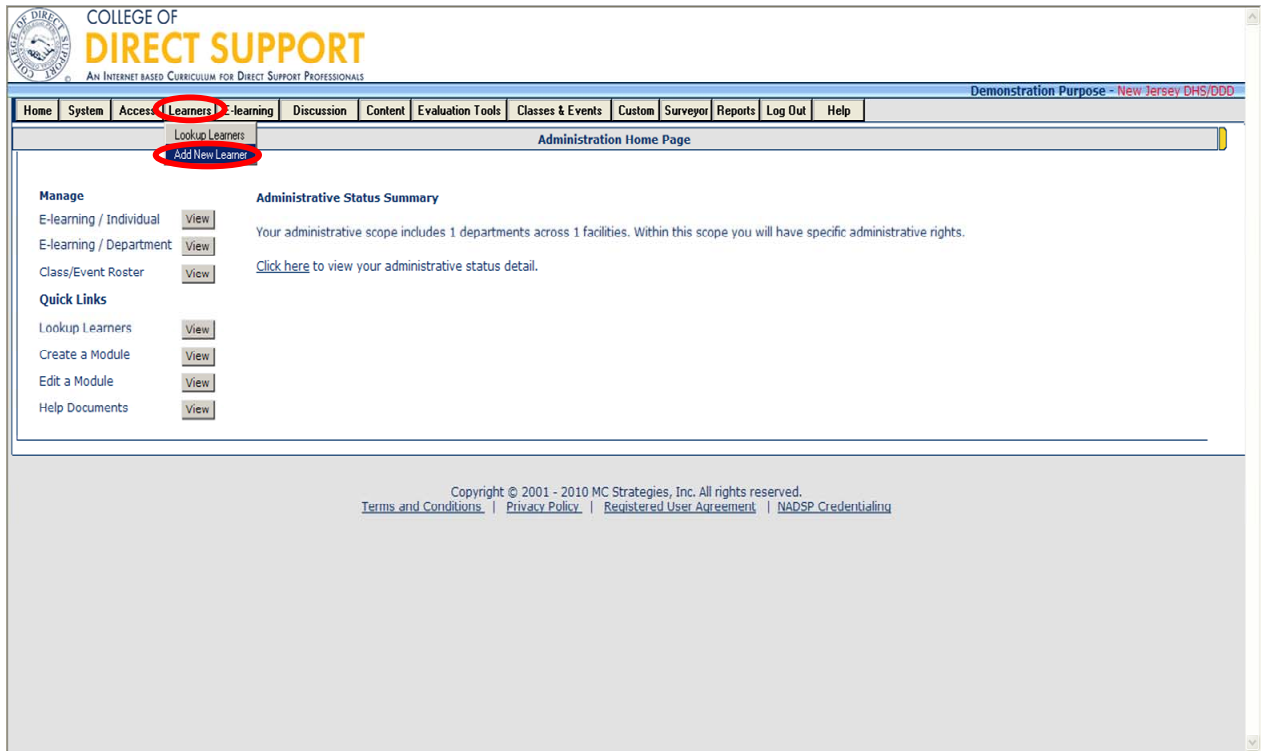 COLLEGE OF
DIRECT SUPPORT
AN INTERNET BASED CURRICULUM FOR DIRECT SUPPORT PROFESSIONALS
COLLEGE OF DIRECT SUPPORT
Demonstration Purpose - New Jersey DHS/DDD
Home System Access Learners E-learning Discussion Content Evaluation Tools Classes & Events Custom Surveyor Reports Log Out Help
Lookup Learners
Add New Learner
Administration Home Page
Manage
E-learning / Individual View
E-learning / Department View
Class/Event Roster View
Quick Links
Lookup Learners View
Create a Module View
Edit a Module View
Help Documents View
Administrative Status Summary
Your administrative scope includes 1 departments across 1 facilities. Within this scope you will have specific administrative rights.
Click here to view your administrative status detail.
Copyright © 2001 - 2010 MC Strategies, Inc. All rights reserved.
Terms and Conditions | Privacy Policy | Registered User Agreement | NADSP Credentialing